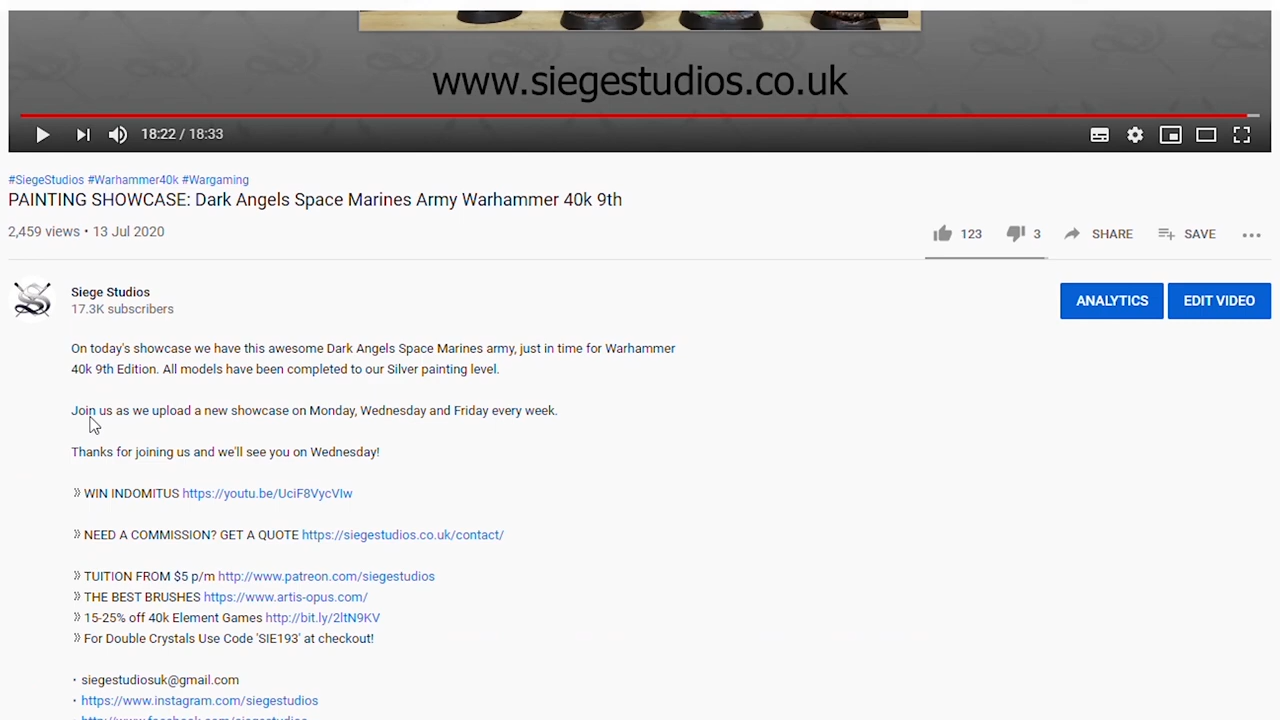 www.siegestudios.co.uk
18:22 / 18:33
#SiegeStudios #Warhammer40k #Wargaming
PAINTING SHOWCASE: Dark Angels Space Marines Army Warhammer 40k 9th
2,459 views • 13 Jul 2020
123 3 SHARE SAVE
Siege Studios
17.3K subscribers
ANALYTICS EDIT VIDEO
On today's showcase we have this awesome Dark Angels Space Marines army, just in time for Warhammer
40k 9th Edition. All models have been completed to our Silver painting level.
Join us as we upload a new showcase on Monday, Wednesday and Friday every week.
Thanks for joining us and we'll see you on Wednesday!
⟫ WIN INDOMITUS https://youtu.be/UciF8VycVIw
⟫ NEED A COMMISSION? GET A QUOTE https://siegestudios.co.uk/contact/
⟫ TUITION FROM $5 p/m http://www.patreon.com/siegestudios
⟫ THE BEST BRUSHES https://www.artis-opus.com/
⟫ 15-25% off 40k Element Games http://bit.ly/2ltN9KV
⟫ For Double Crystals Use Code 'SIE193' at checkout!
· siegestudiosuk@gmail.com
· https://www.instagram.com/siegestudios
· http://www.facebook.com/siegestudios